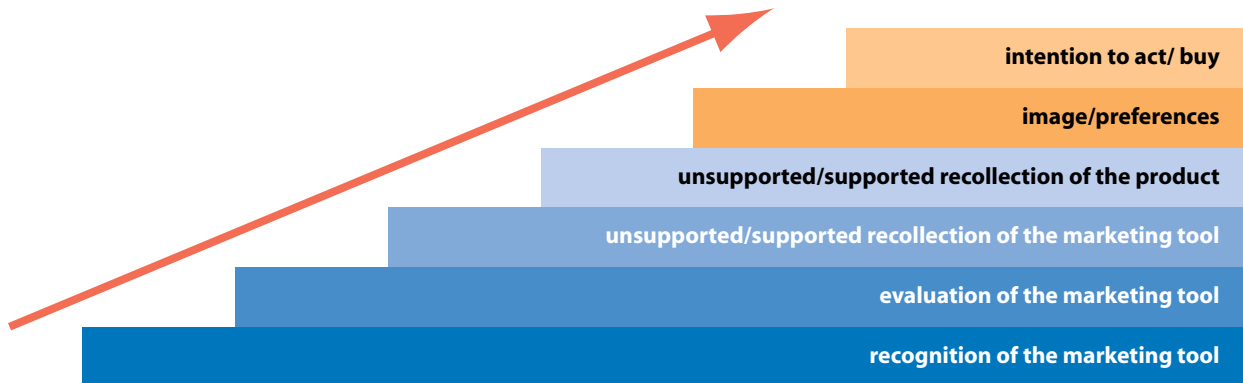 intention to act/ buy
image/preferences
unsupported/supported recollection of the product
unsupported/supported recollection of the marketing tool
evaluation of the marketing tool
recognition of the marketing tool